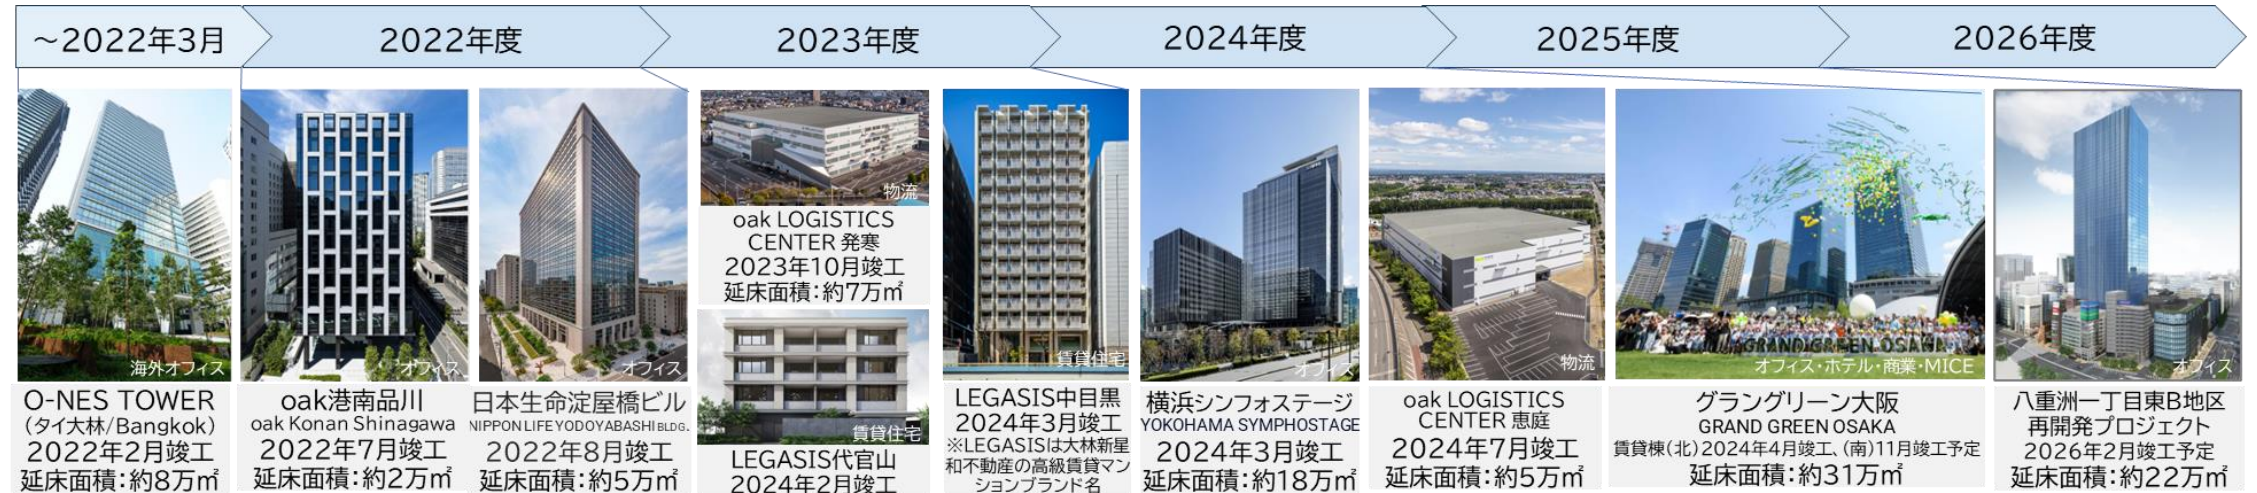 ～2022年3月
2022年度
2023年度
2024年度
2025年度
2026年度
海外オフィス
O-NES TOWER
(タイ大林/Bangkok)
2022年2月竣工
延床面積：約8万㎡
オフィス
oak港南品川
oak Konan Shinagawa
2022年7月竣工
延床面積：約2万㎡
オフィス
日本生命淀屋橋ビル
NIPPON LIFE YODOYABASHI BLDG.
2022年8月竣工
延床面積：約5万㎡
物流
oak LOGISTICS
CENTER 発寒
2023年10月竣工
延床面積：約7万㎡
賃貸住宅
LEGASIS代官山
2024年2月竣工
賃貸住宅
LEGASIS中目黒
2024年3月竣工
※LEGASISは大林新星
和不動産の高級賃貸マン
ションブランド名
オフィス
横浜シンフォステージ
YOKOHAMA SYMPHOSTAGE
2024年3月竣工
延床面積：約18万㎡
物流
oak LOGISTICS
CENTER 恵庭
2024年7月竣工
延床面積：約5万㎡
GRAND GREEN OSAKA
オフィス・ホテル・商業・MICE
グラングリーン大阪
GRAND GREEN OSAKA
賃貸棟(北)2024年4月竣工、(南)11月竣工予定
延床面積：約31万㎡
オフィス
八重洲一丁目東B地区
再開発プロジェクト
2026年2月竣工予定
延床面積：約22万㎡